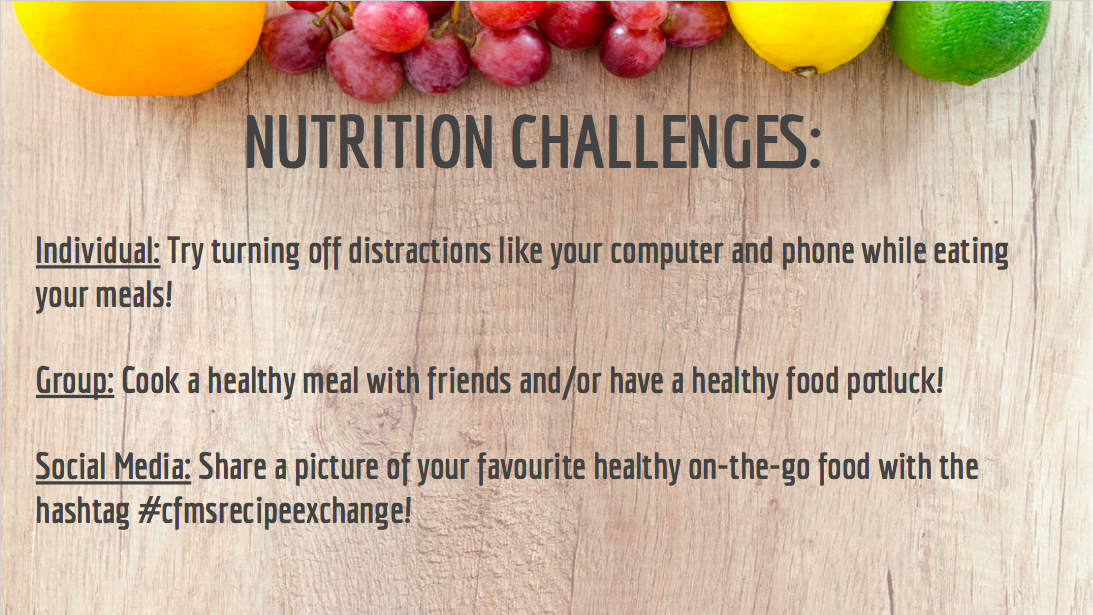 NUTRITION CHALLENGES:
Individual: Try turning off distractions like your computer and phone while eating
your meals!
Group: Cook a healthy meal with friends and/or have a healthy food potluck!
Social Media: Share a picture of your favourite healthy on-the-go food with the
hashtag #cfmsrecipeexchange!